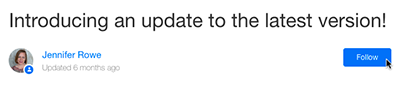 Introducing an update to the latest version!
Jennifer Rowe
Follow
Updated 6 months ago